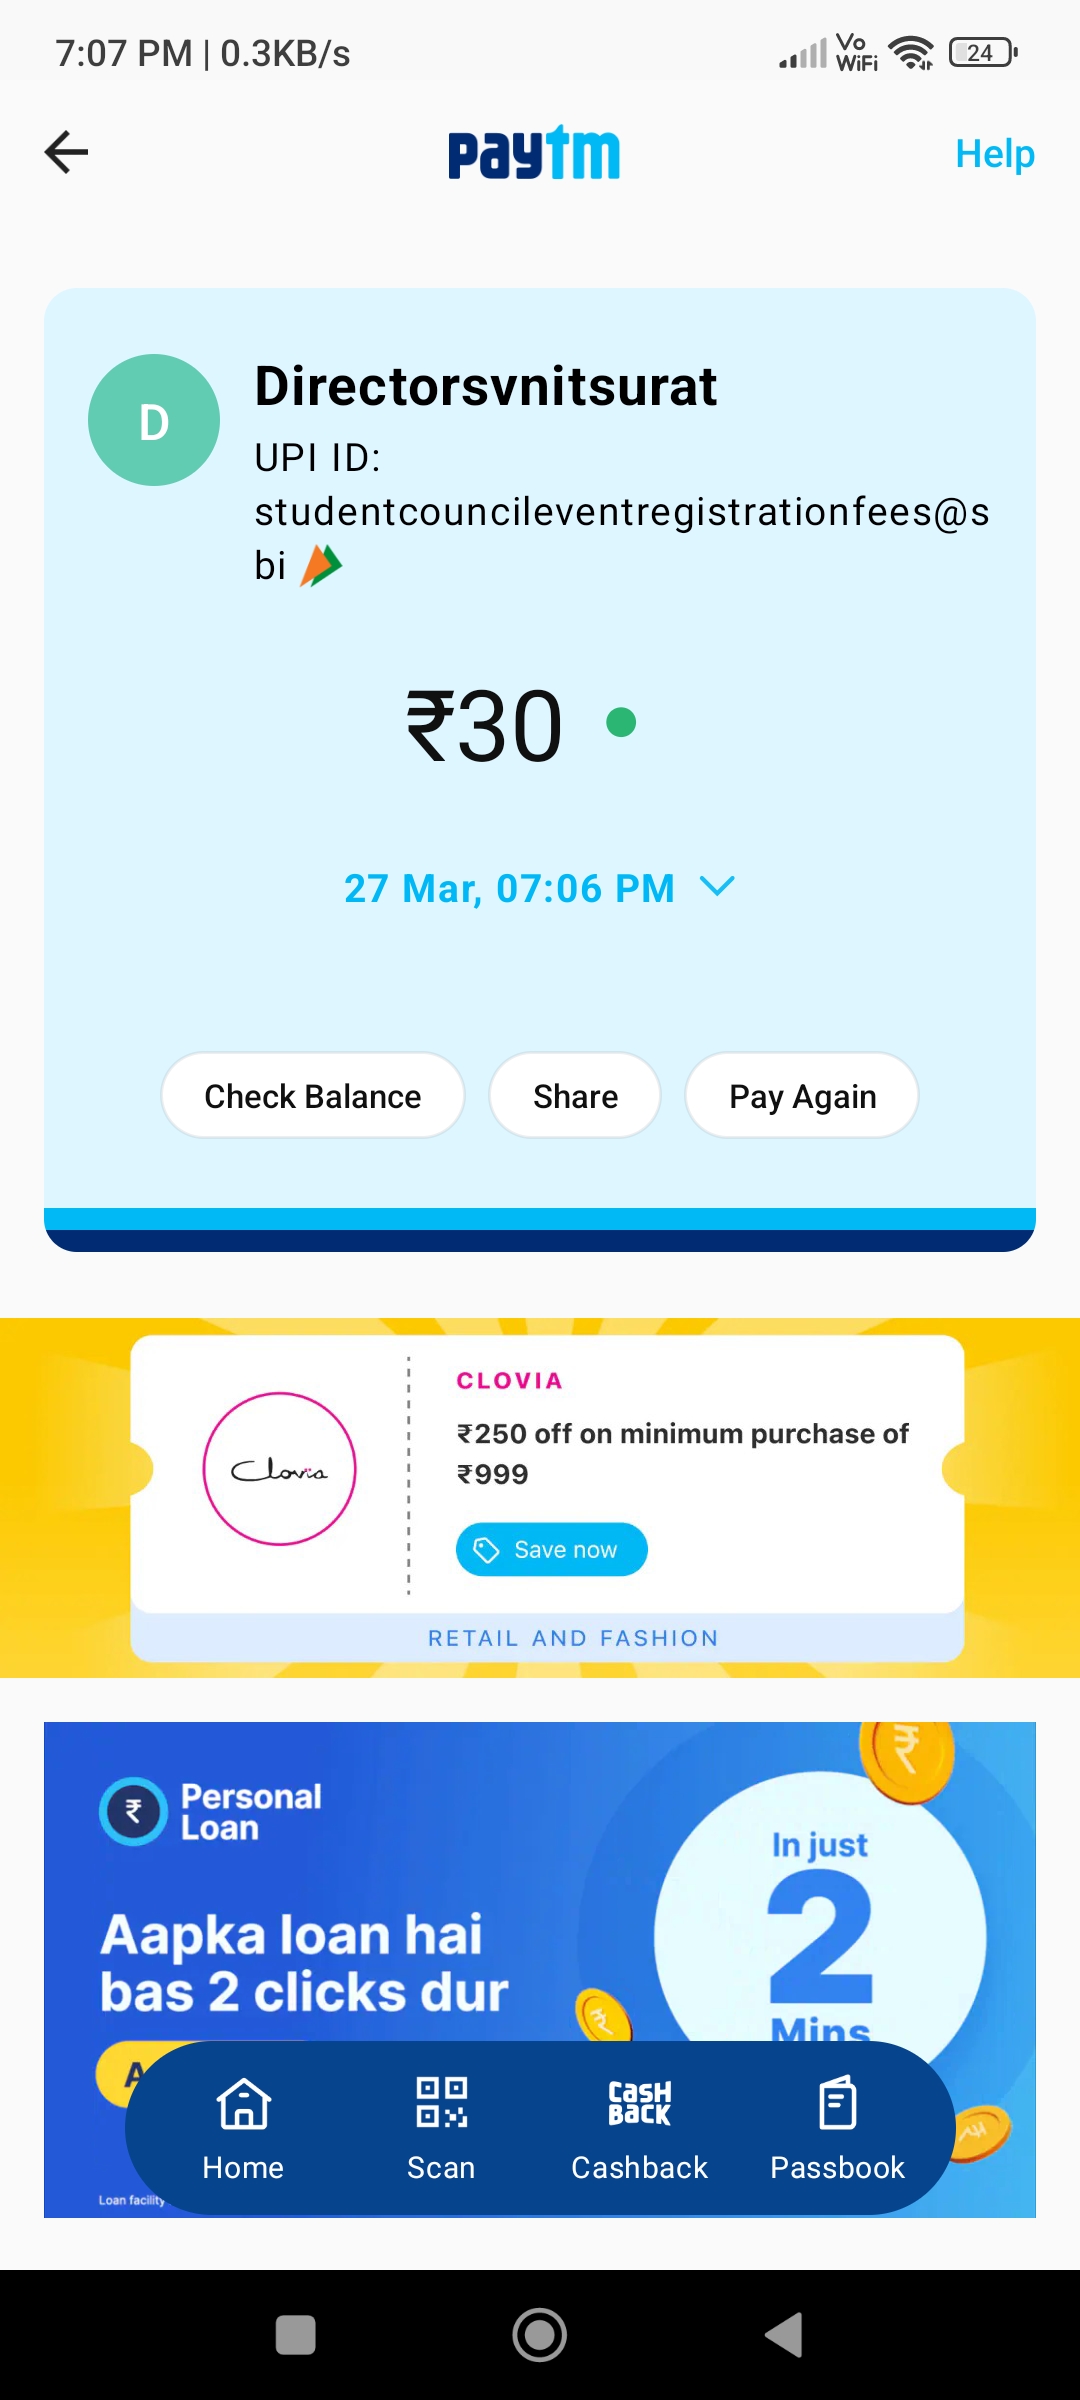 7:07 PM | 0.3KB/s
Vo
WiFi
24
paytm
Help
D
Directorsvnitsurat
UPI ID:
studentcouncileventregistrationfees@s
bi
₹30
27 Mar, 07:06 PM
Check Balance
Share
Pay Again
Clovia
CLOVIA
₹250 off on minimum purchase of
₹999
Save now
RETAIL AND FASHION
₹
Personal
Loan
Aapka loan hai
bas 2 clicks dur
In just
2
Mins
₹
₹
A
Loan facility
Home
Scan
CASH
BACK
Cashback
Passbook